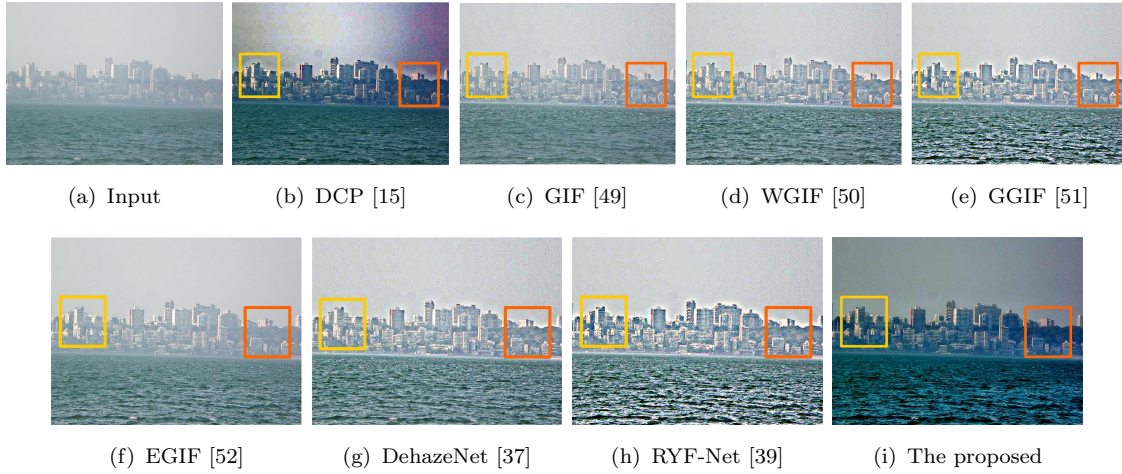 (a) Input
(b) DCP [15]
(c) GIF [49]
(d) WGIF [50]
(e) GGIF [51]
(f) EGIF [52]
(g) DehazeNet [37]
(h) RYF-Net [39]
(i) The proposed